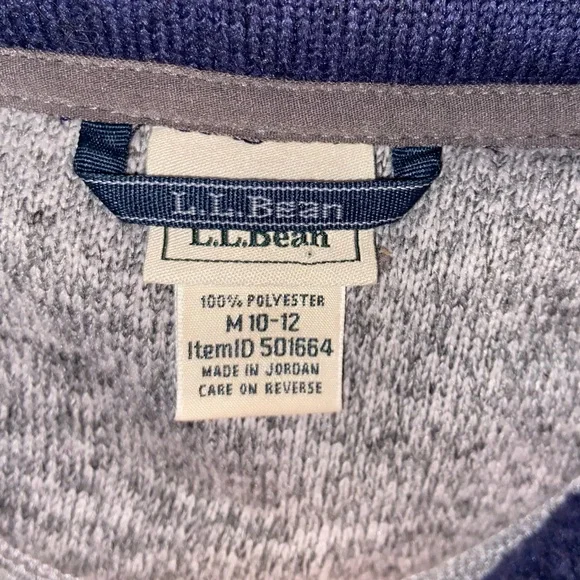 L.L.Bean
L.L.Bean
100% POLYESTER
M 10-12
ItemID 501664
MADE IN JORDAN
CARE ON REVERSE